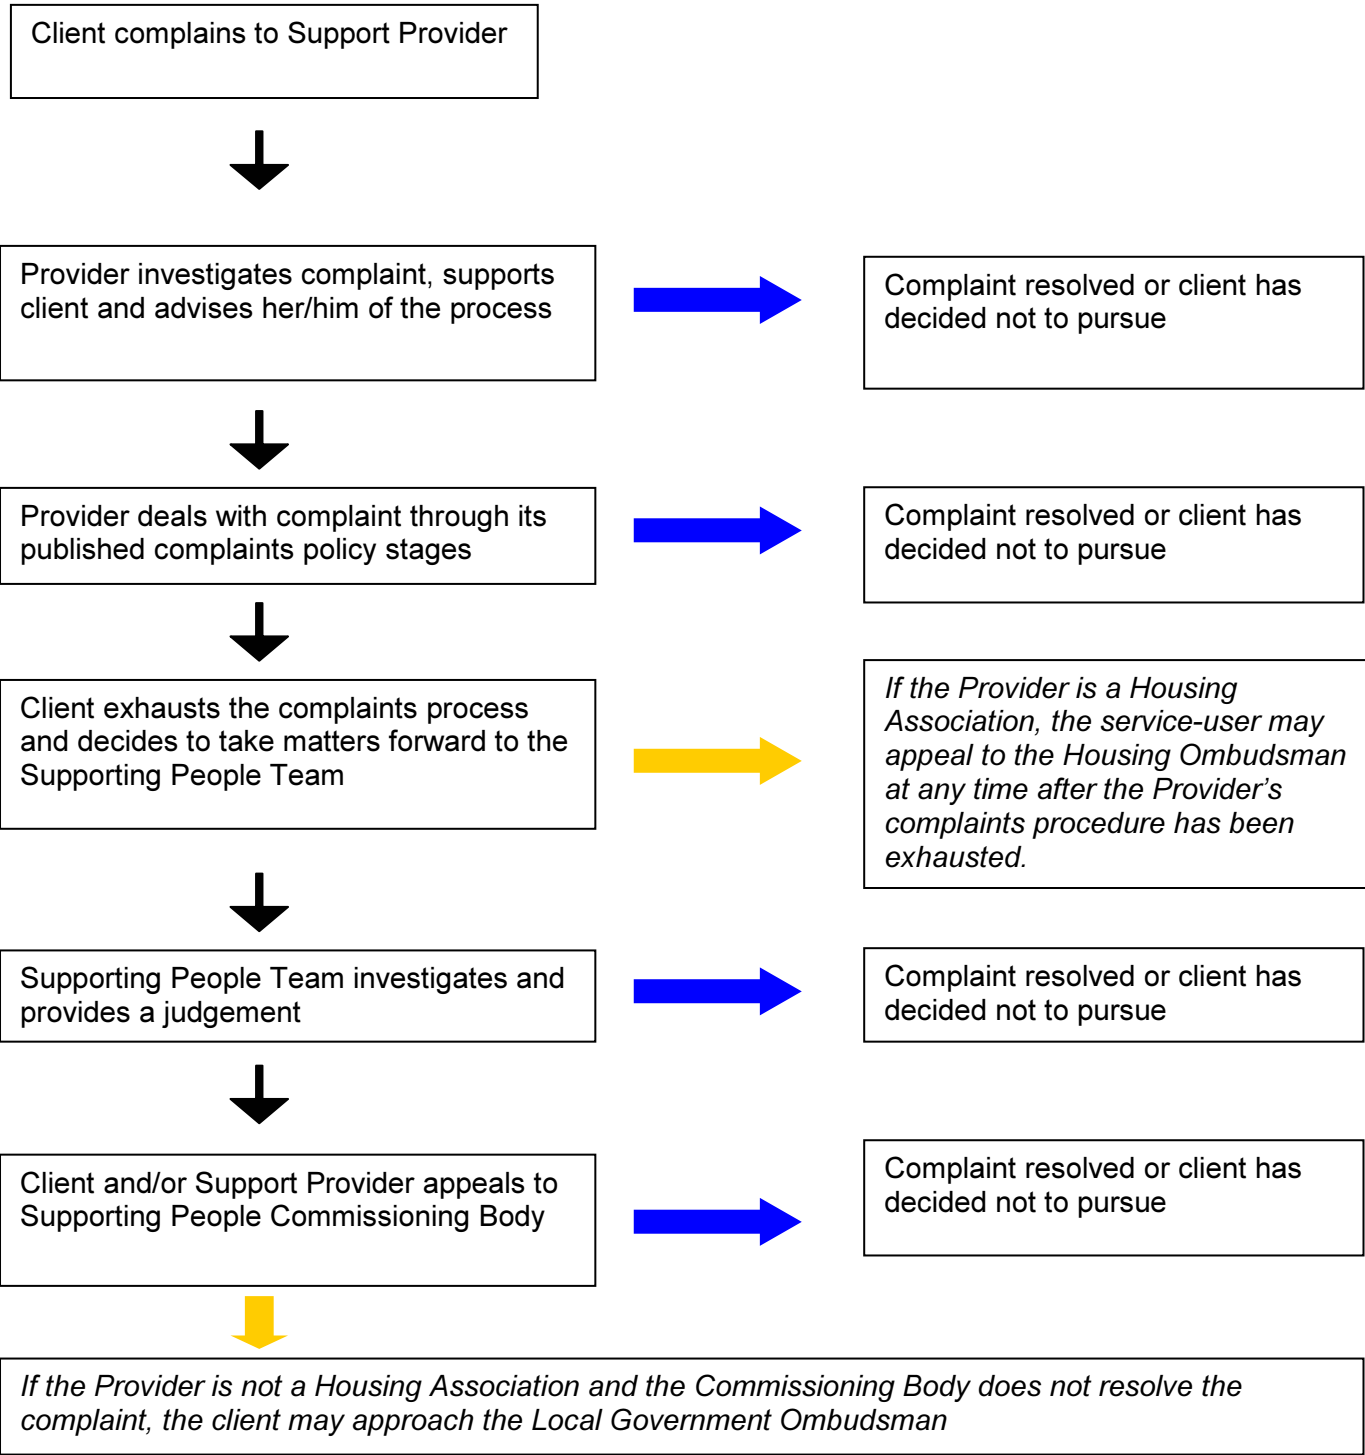 Client complains to Support Provider
Provider investigates complaint, supports
client and advises her/him of the process
Complaint resolved or client has
decided not to pursue
Provider deals with complaint through its
published complaints policy stages
Complaint resolved or client has
decided not to pursue
Client exhausts the complaints process
and decides to take matters forward to the
Supporting People Team
If the Provider is a Housing
Association, the service-user may
appeal to the Housing Ombudsman
at any time after the Provider’s
complaints procedure has been
exhausted.
Supporting People Team investigates and
provides a judgement
Complaint resolved or client has
decided not to pursue
Client and/or Support Provider appeals to
Supporting People Commissioning Body
Complaint resolved or client has
decided not to pursue
If the Provider is not a Housing Association and the Commissioning Body does not resolve the
complaint, the client may approach the Local Government Ombudsman